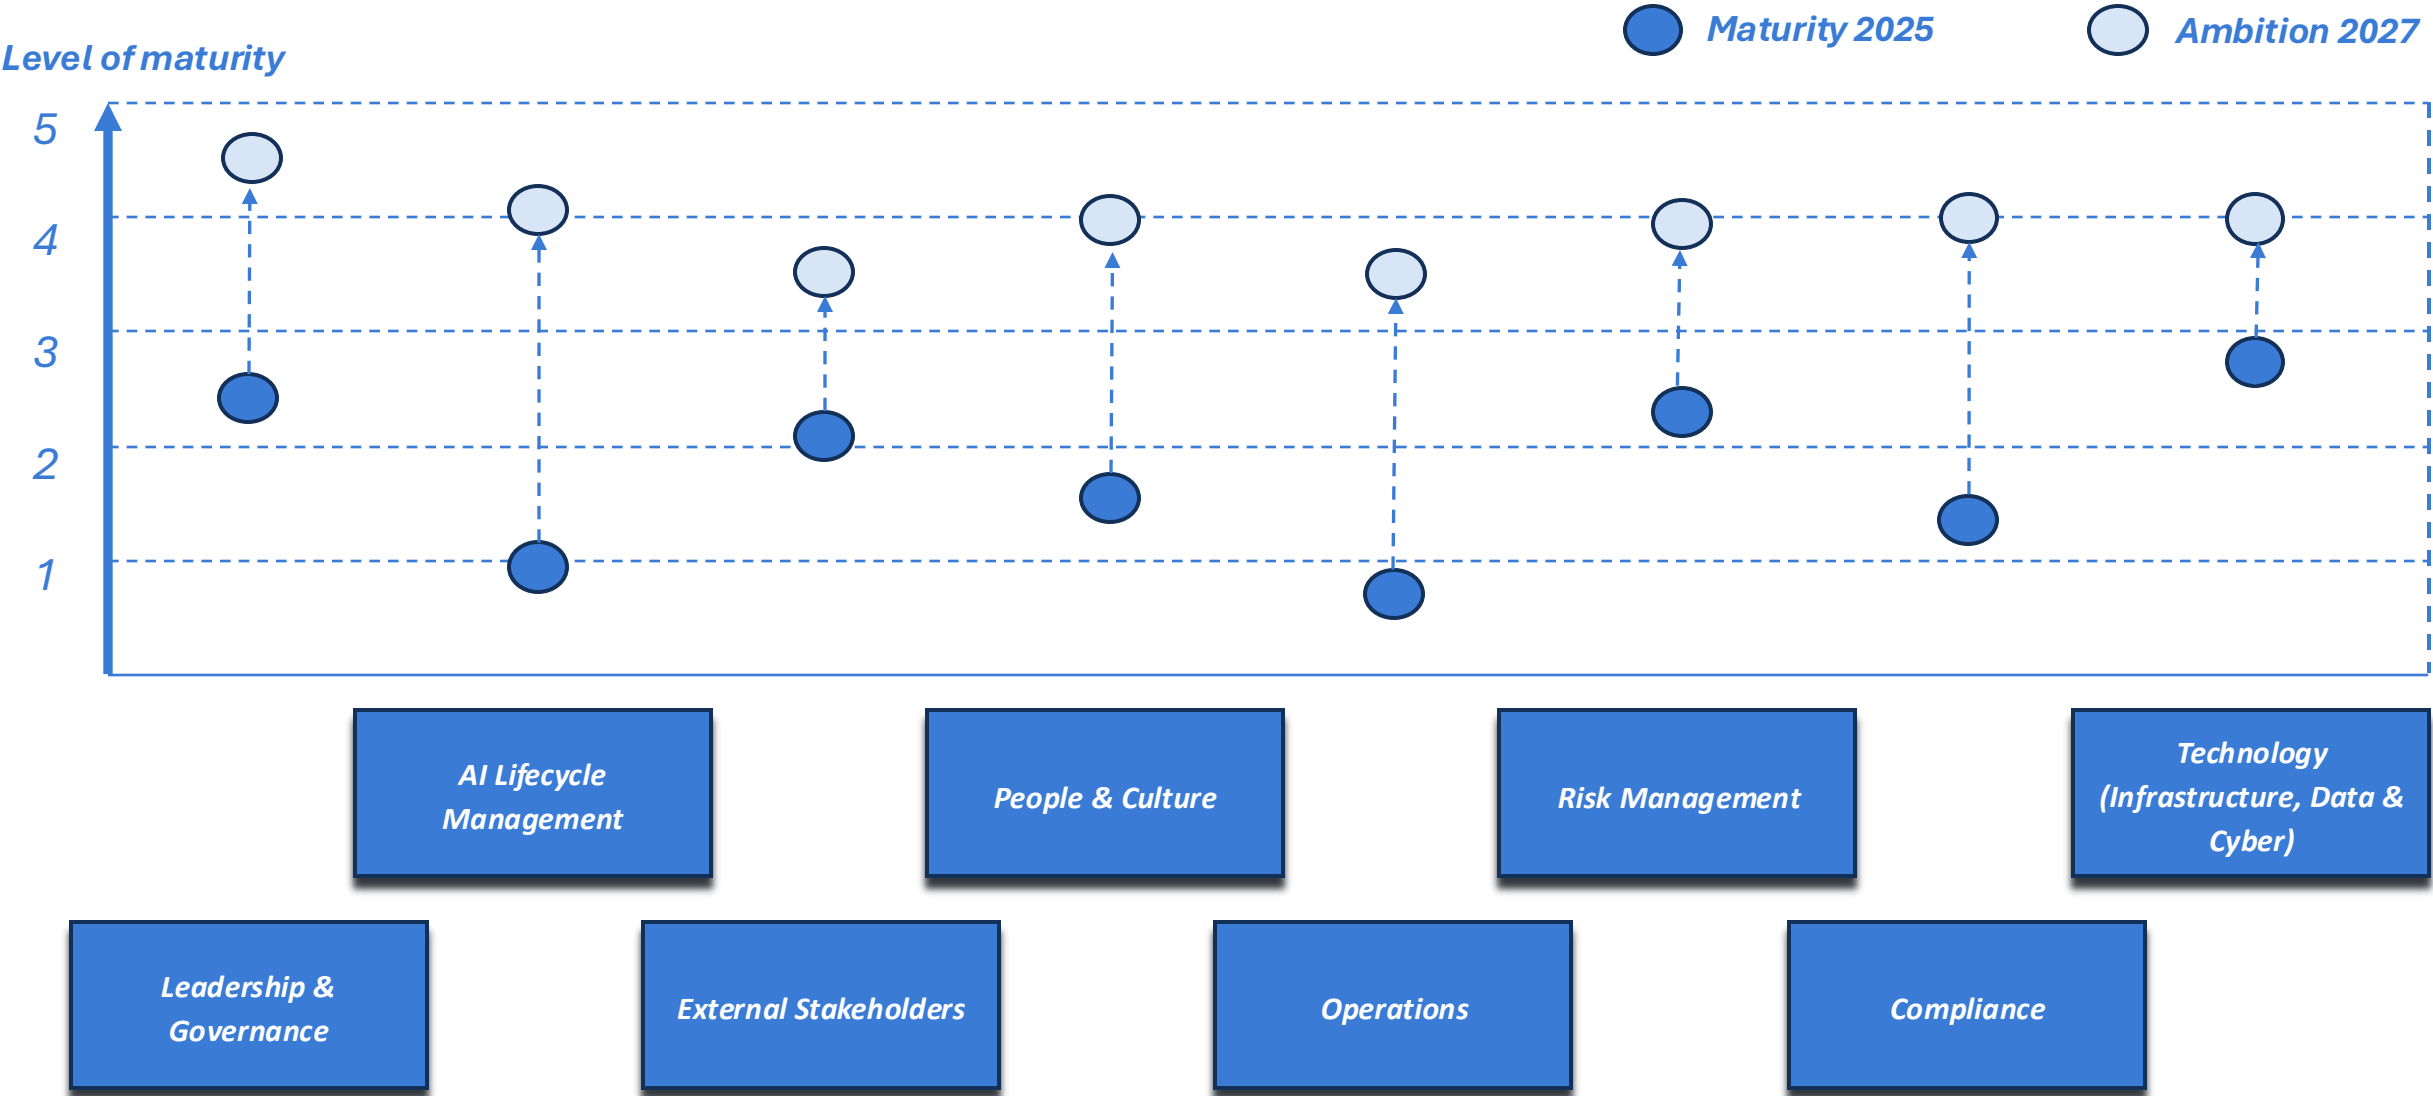 Maturity 2025
Ambition 2027
Level of maturity
5
4
3
2
1
AI Lifecycle
Management
People & Culture
Risk Management
Technology
(Infrastructure, Data &
Cyber)
Leadership &
Governance
External Stakeholders
Operations
Compliance